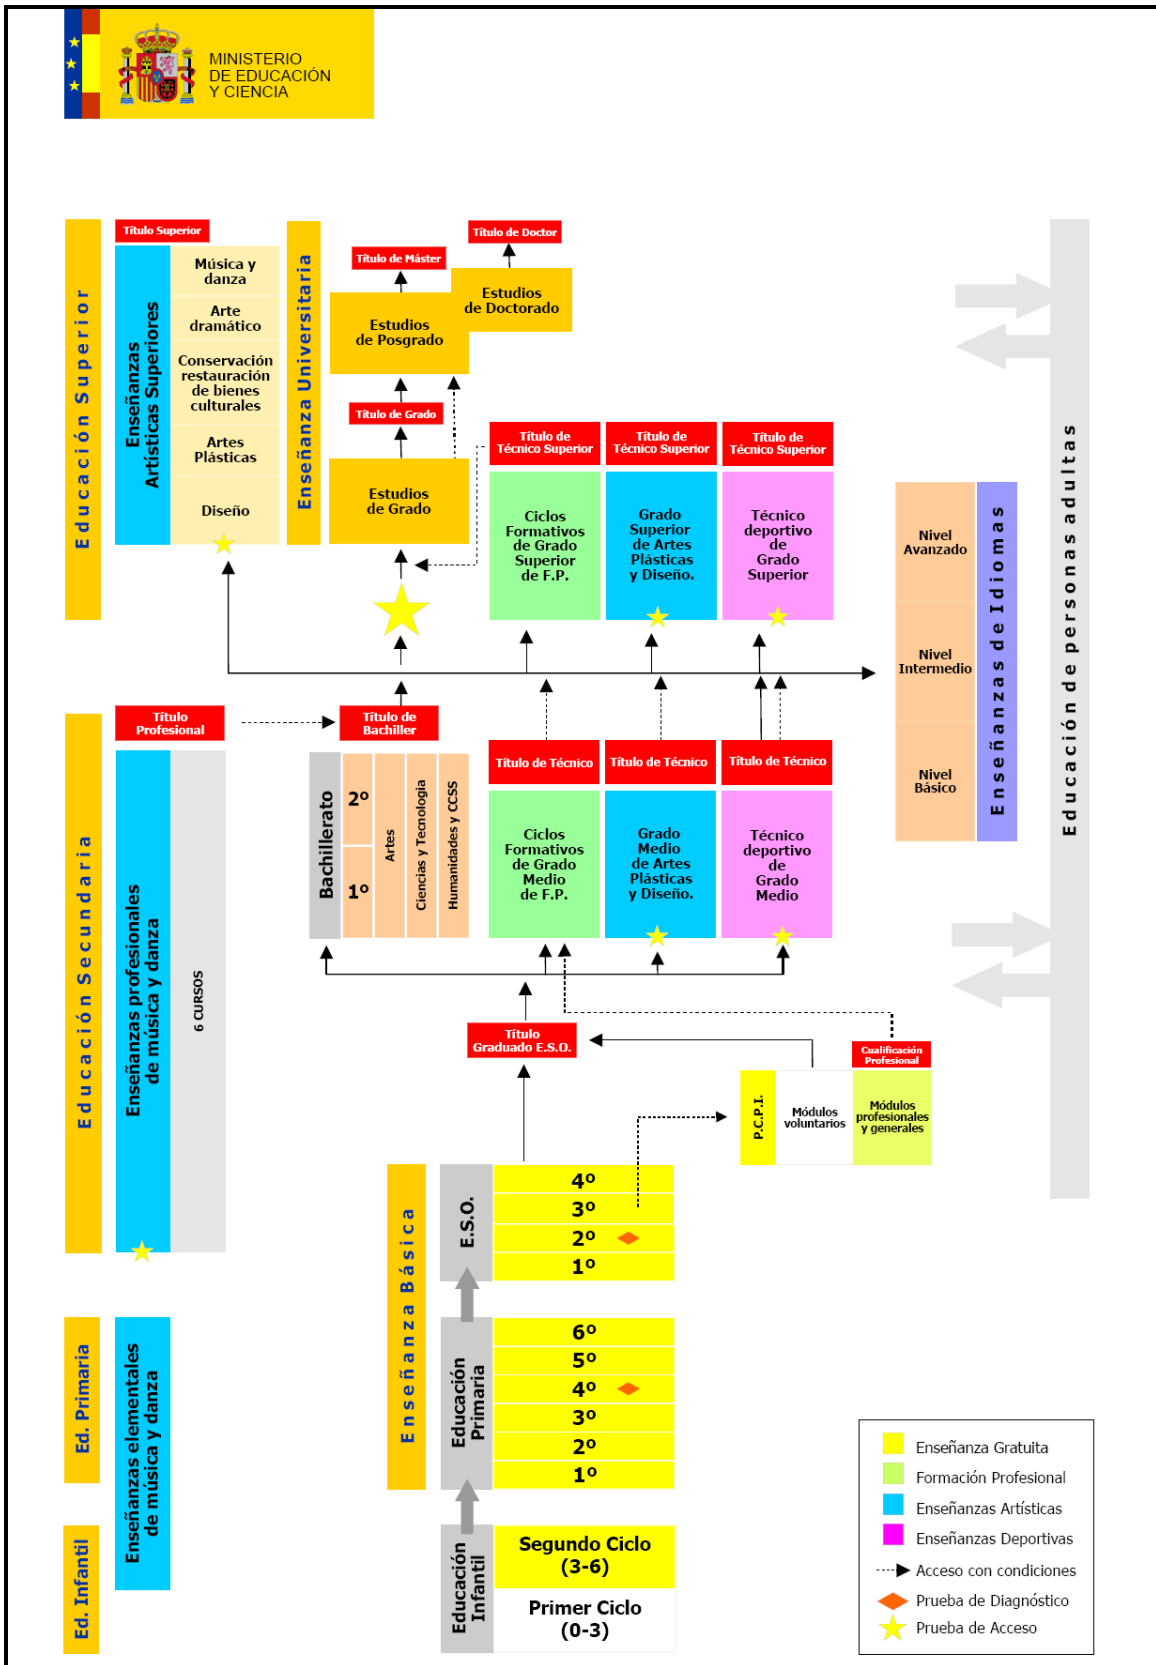 MINISTERIO
DE EDUCACIÓN
Y CIENCIA
Educación Superior
Título Superior
Enseñanzas
Artísticas Superiores
Música y
danza
Arte
dramático
Conservación
restauración
de bienes
culturales
Artes
Plásticas
Diseño
Enseñanza Universitaria
Título de Máster
Título de Doctor
Estudios
de Posgrado
Estudios
de Doctorado
Título de Grado
Estudios
de Grado
Título de
Técnico Superior
Título de
Técnico Superior
Título de
Técnico Superior
Ciclos
Formativos
de Grado
Superior
de F.P.
Grado
Superior
de Artes
Plásticas
y Diseño.
Técnico
deportivo
de
Grado
Superior
Nivel
Avanzado
Nivel
Intermedio
Nivel
Básico
Enseñanzas de Idiomas
Educación de personas adultas
Educación Secundaria
Título
Profesional
Enseñanzas profesionales
de música y danza
6 CURSOS
Título de
Bachiller
Bachillerato
2º
1º
Artes
Ciencias y Tecnología
Humanidades y CCSS
Título de Técnico
Título de Técnico
Título de Técnico
Ciclos
Formativos
de Grado
Medio
de F.P.
Grado
Medio
de Artes
Plásticas
y Diseño.
Técnico
deportivo
de
Grado
Medio
Título
Graduado E.S.O.
Cualificación
Profesional
P.C.P.I.
Módulos
voluntarios
Módulos
profesionales
y generales
Enseñanza Básica
E.S.O.
4º
3º
2º
1º
Ed. Primaria
Enseñanzas elementales
de música y danza
Educación
Primaria
6º
5º
4º
3º
2º
1º
Ed. Infantil
Educación
Infantil
Segundo Ciclo
(3-6)
Primer Ciclo
(0-3)
Enseñanza Gratuita
Formación Profesional
Enseñanzas Artísticas
Enseñanzas Deportivas
Acceso con condiciones
Prueba de Diagnóstico
Prueba de Acceso